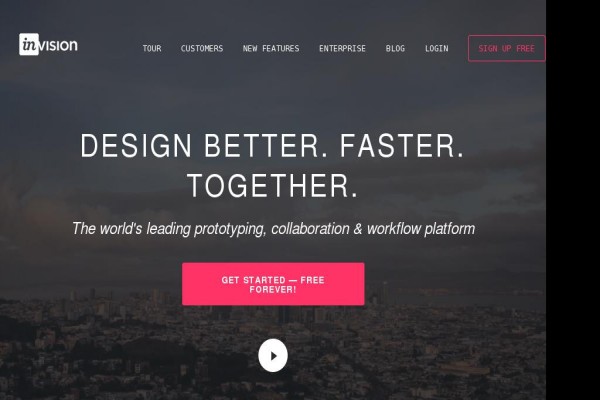 invision
TOUR CUSTOMERS NEW FEATURES ENTERPRISE BLOG LOGIN SIGN UP FREE
DESIGN BETTER. FASTER.
TOGETHER.
The world's leading prototyping, collaboration & workflow platform
GET STARTED — FREE
FOREVER!